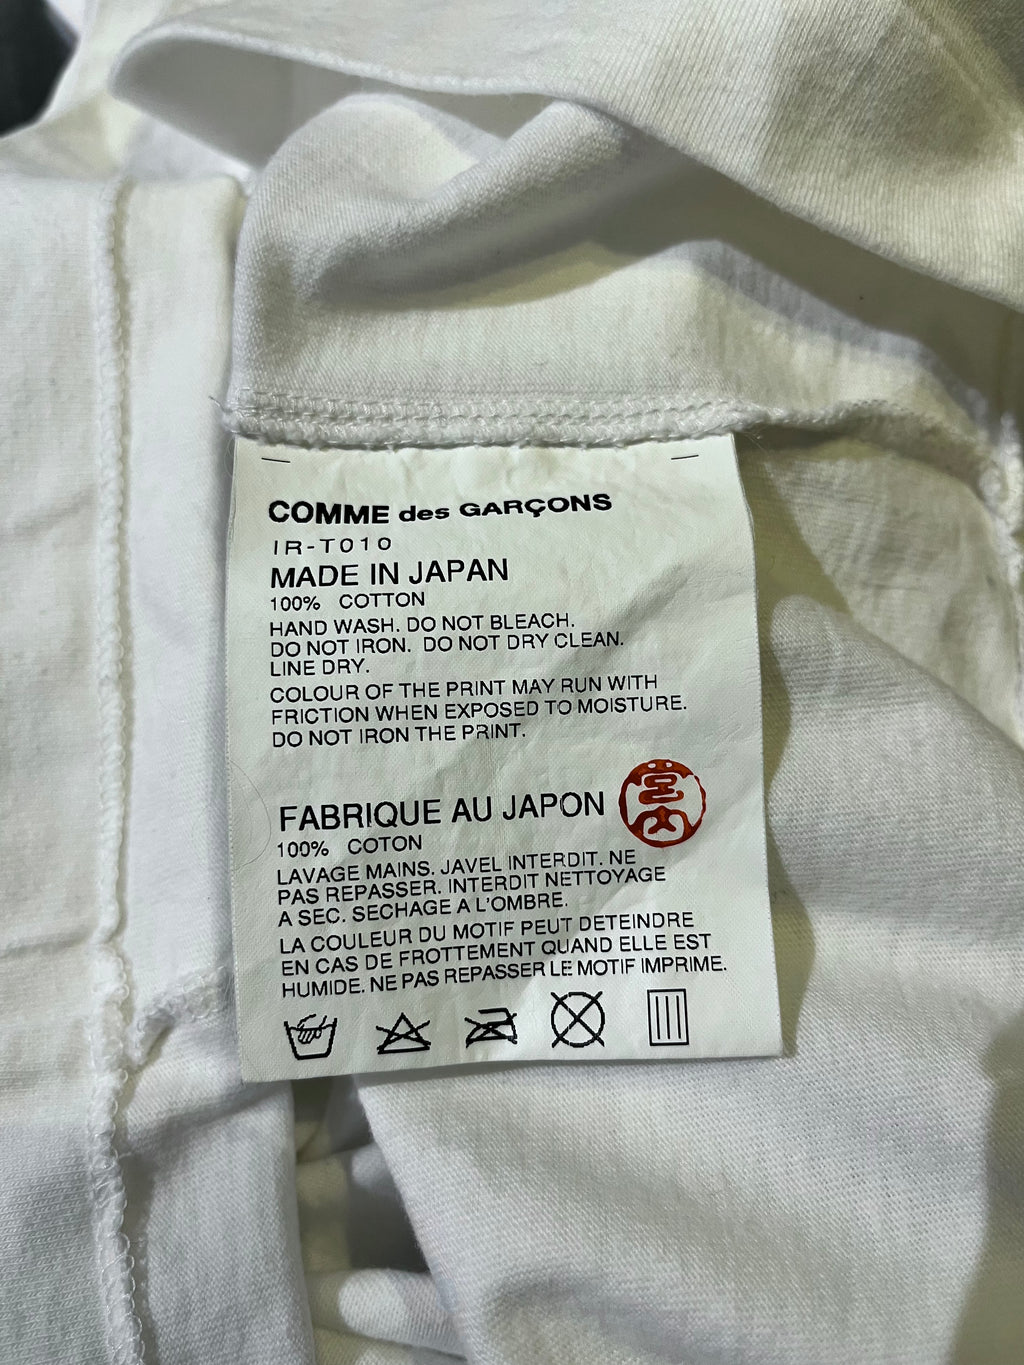 COMME des GARÇONS
IR-T010
MADE IN JAPAN
100% COTTON
HAND WASH. DO NOT BLEACH.
DO NOT IRON. DO NOT DRY CLEAN.
LINE DRY.
COLOUR OF THE PRINT MAY RUN WITH
FRICTION WHEN EXPOSED TO MOISTURE.
DO NOT IRON THE PRINT.
FABRIQUE AU JAPON
100% COTON
LAVAGE MAINS. JAVEL INTERDIT. NE
PAS REPASSER. INTERDIT NETTOYAGE
A SEC. SECHAGE A L'OMBRE.
LA COULEUR DU MOTIF PEUT DETEINDRE
EN CAS DE FROTTEMENT QUAND ELLE EST
HUMIDE. NE PAS REPASSER LE MOTIF IMPRIME.